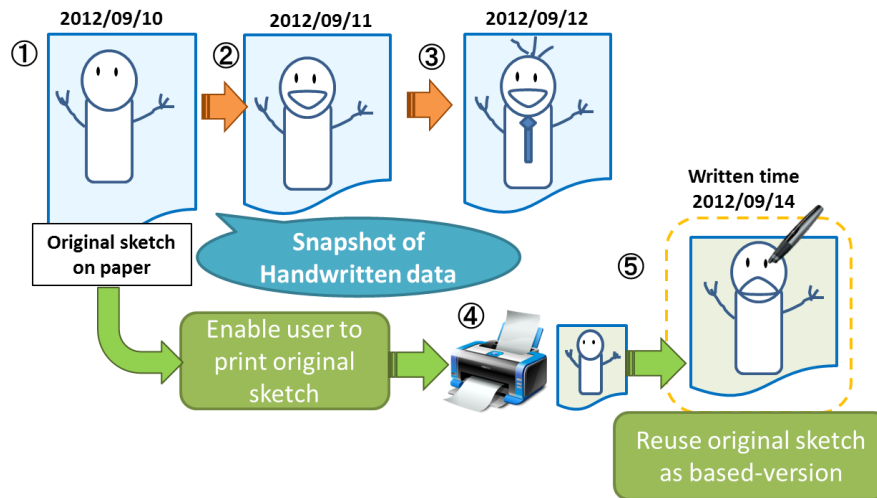 2012/09/10
2012/09/11
2012/09/12
①
②
③
Original sketch
on paper
Snapshot of
Handwritten data
Written time
2012/09/14
④
⑤
Enable user to
print original
sketch
Reuse original sketch
as based-version